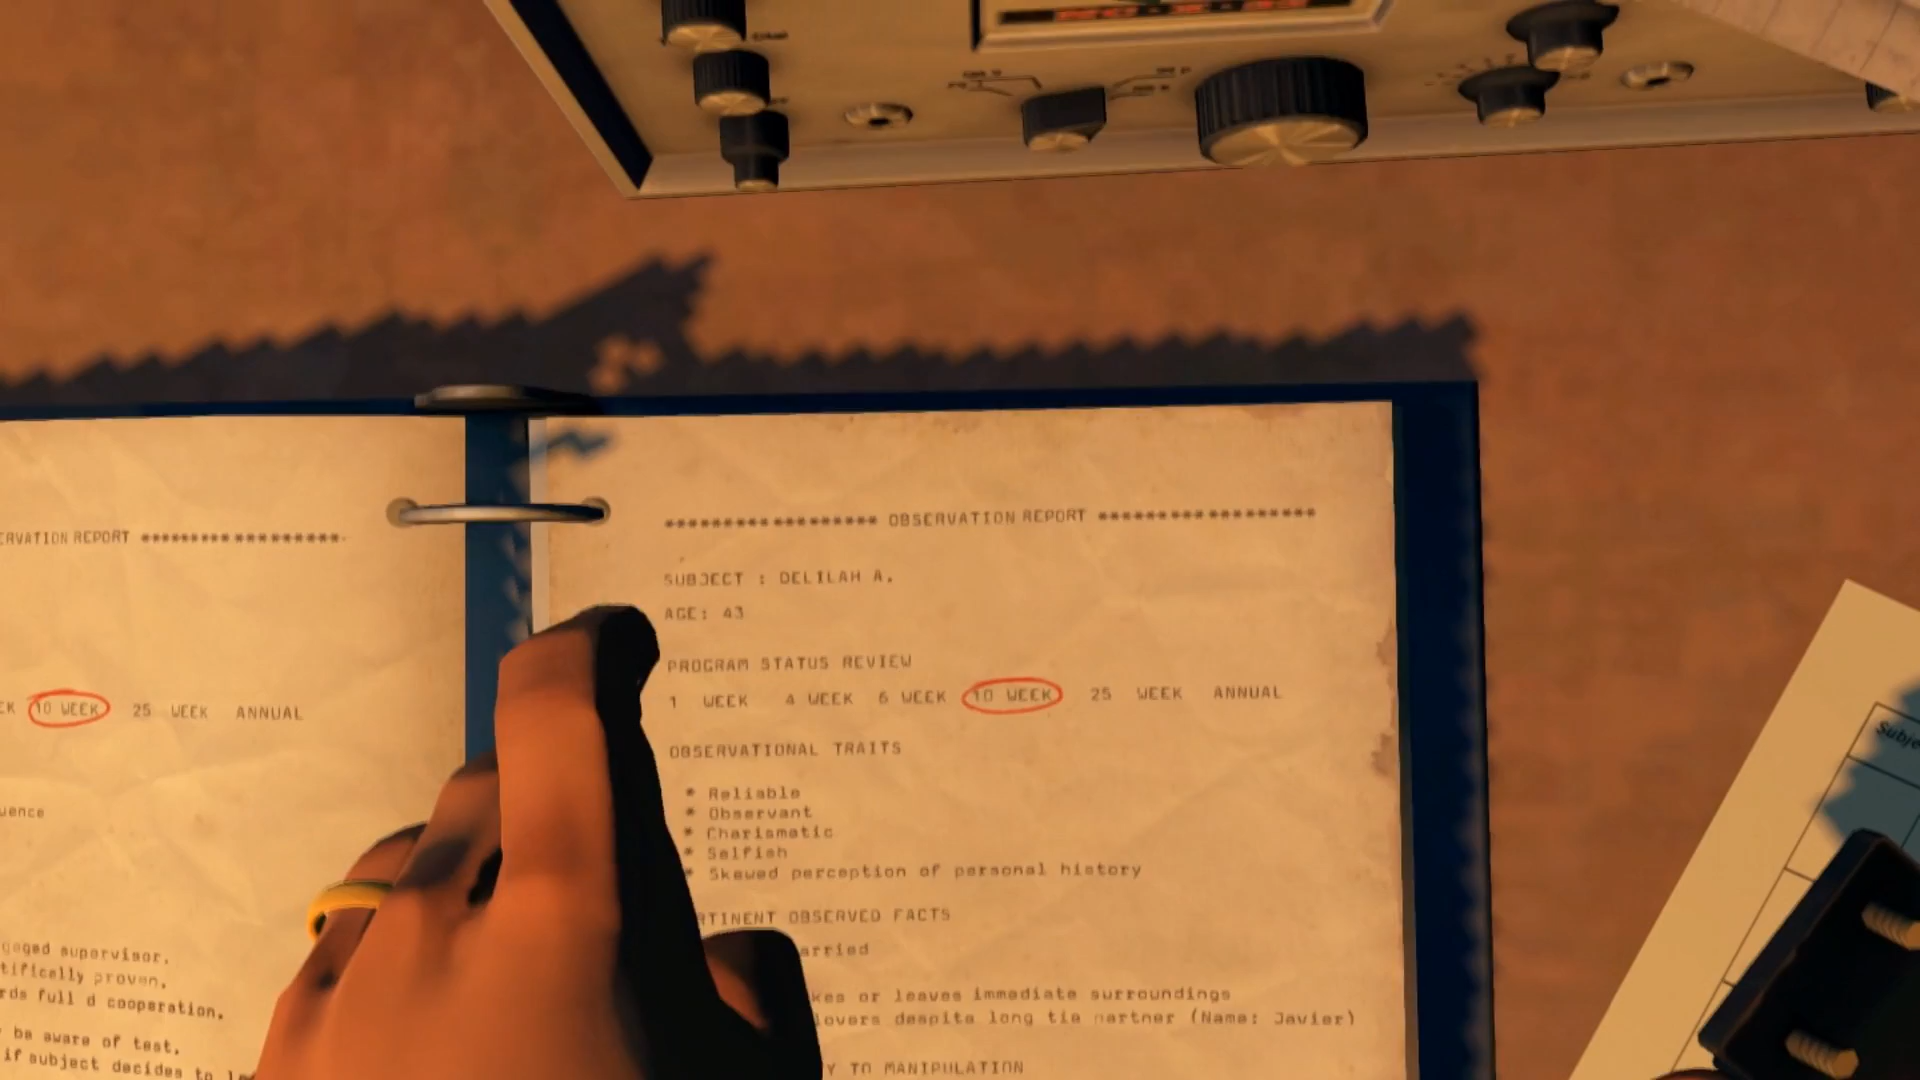 ERVATION REPORT ******************
10 WEEK 25 WEEK ANNUAL
uence
gaged supervisor.
tifically proven.
rds full d cooperation.
be aware of test.
if subject decides to
****************** OBSERVATION REPORT ******************
SUBJECT : DELILAH A.
AGE: 43
PROGRAM STATUS REVIEW
1 WEEK 4 WEEK 6 WEEK 10 WEEK 25 WEEK ANNUAL
OBSERVATIONAL TRAITS
* Reliable
* Observant
* Charismatic
* Selfish
* Skewed perception of personal history
RTINENT OBSERVED FACTS
arried
kes or leaves immediate surroundings
lovers despite long tie partner (Name: Javier)
Y TO MANIPULATION
Subje